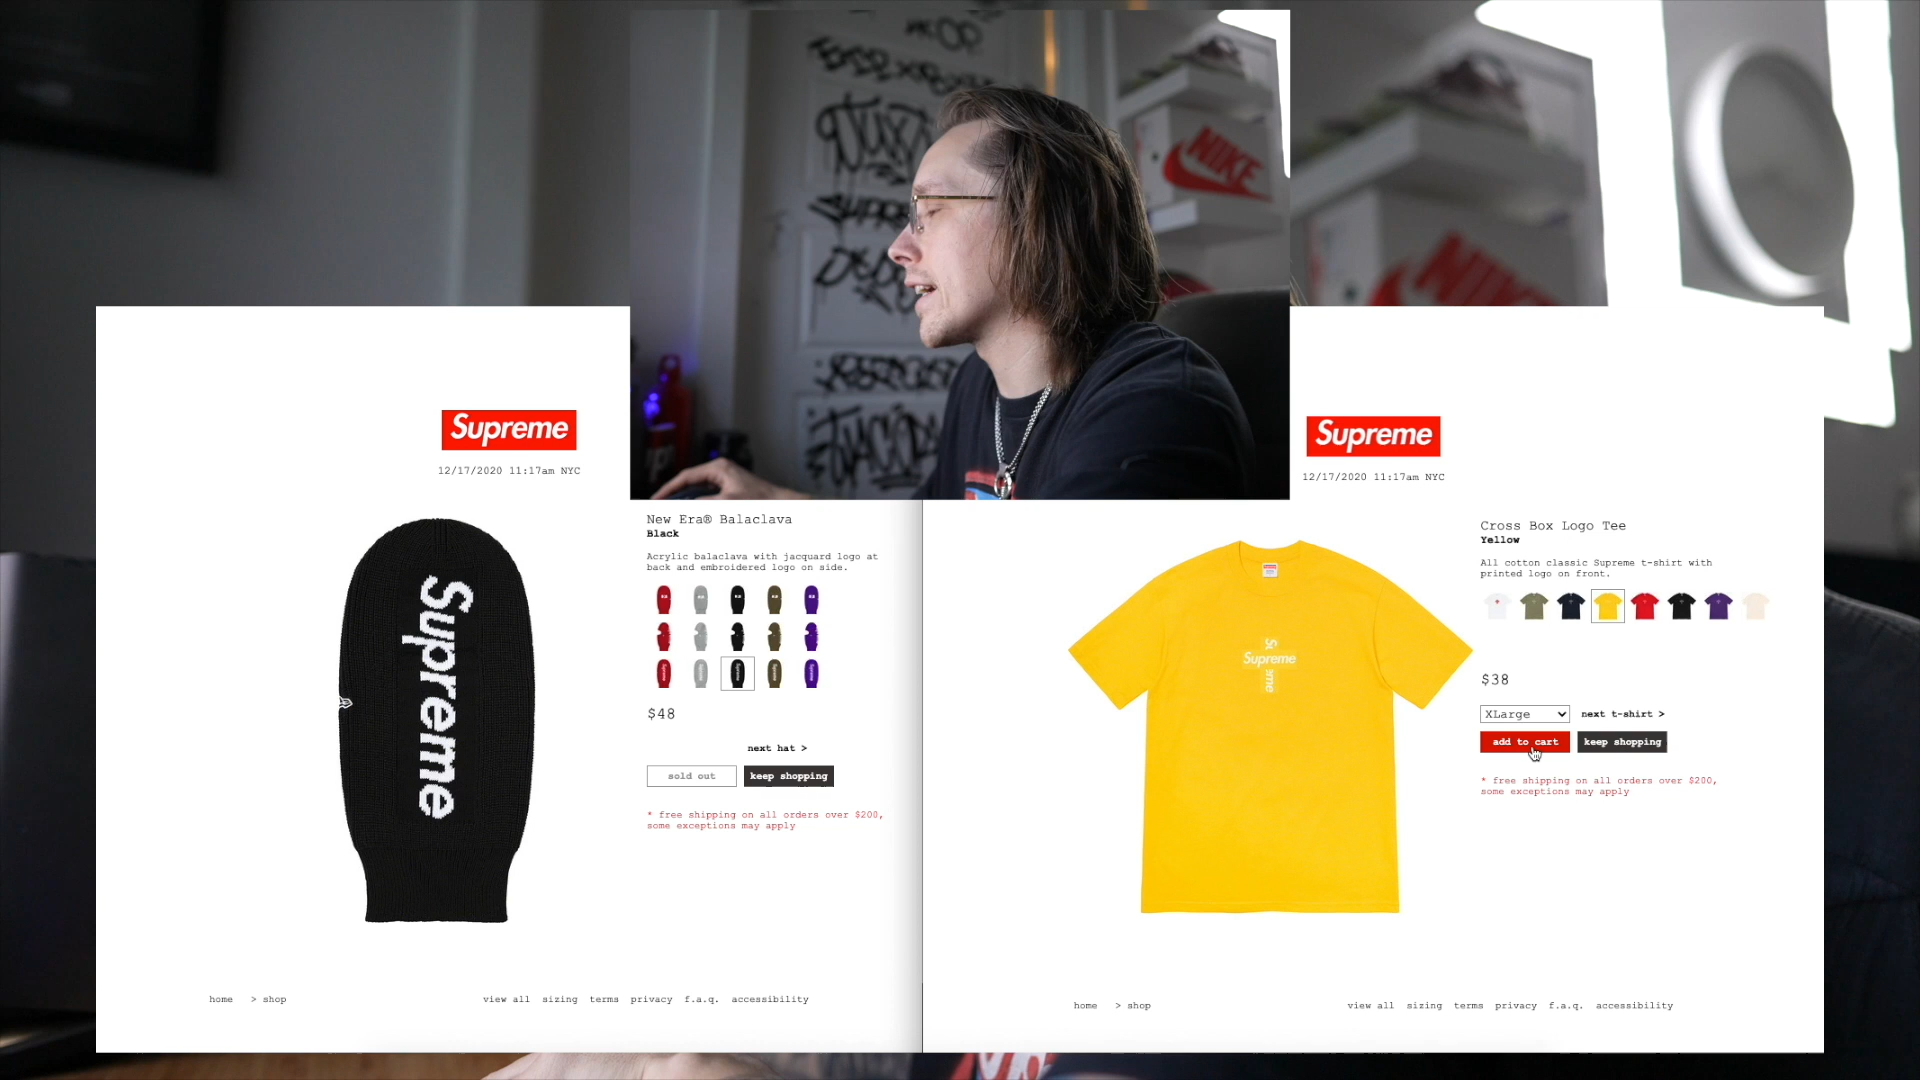 NIKE
NIKE
Supreme
12/17/2020 11:17am NYC
Supreme
New Era® Balaclava
Black
Acrylic balaclava with jacquard logo at
back and embroidered logo on side.
$48
next hat >
sold out
keep shopping
* free shipping on all orders over $200,
some exceptions may apply
home > shop
view all sizing terms privacy f.a.q. accessibility
Supreme
12/17/2020 11:17am NYC
Supreme
Cross Box Logo Tee
Yellow
All cotton classic Supreme t-shirt with
printed logo on front.
$38
XLarge
next t-shirt >
add to cart
keep shopping
* free shipping on all orders over $200,
some exceptions may apply
home > shop
view all sizing terms privacy f.a.q. accessibility